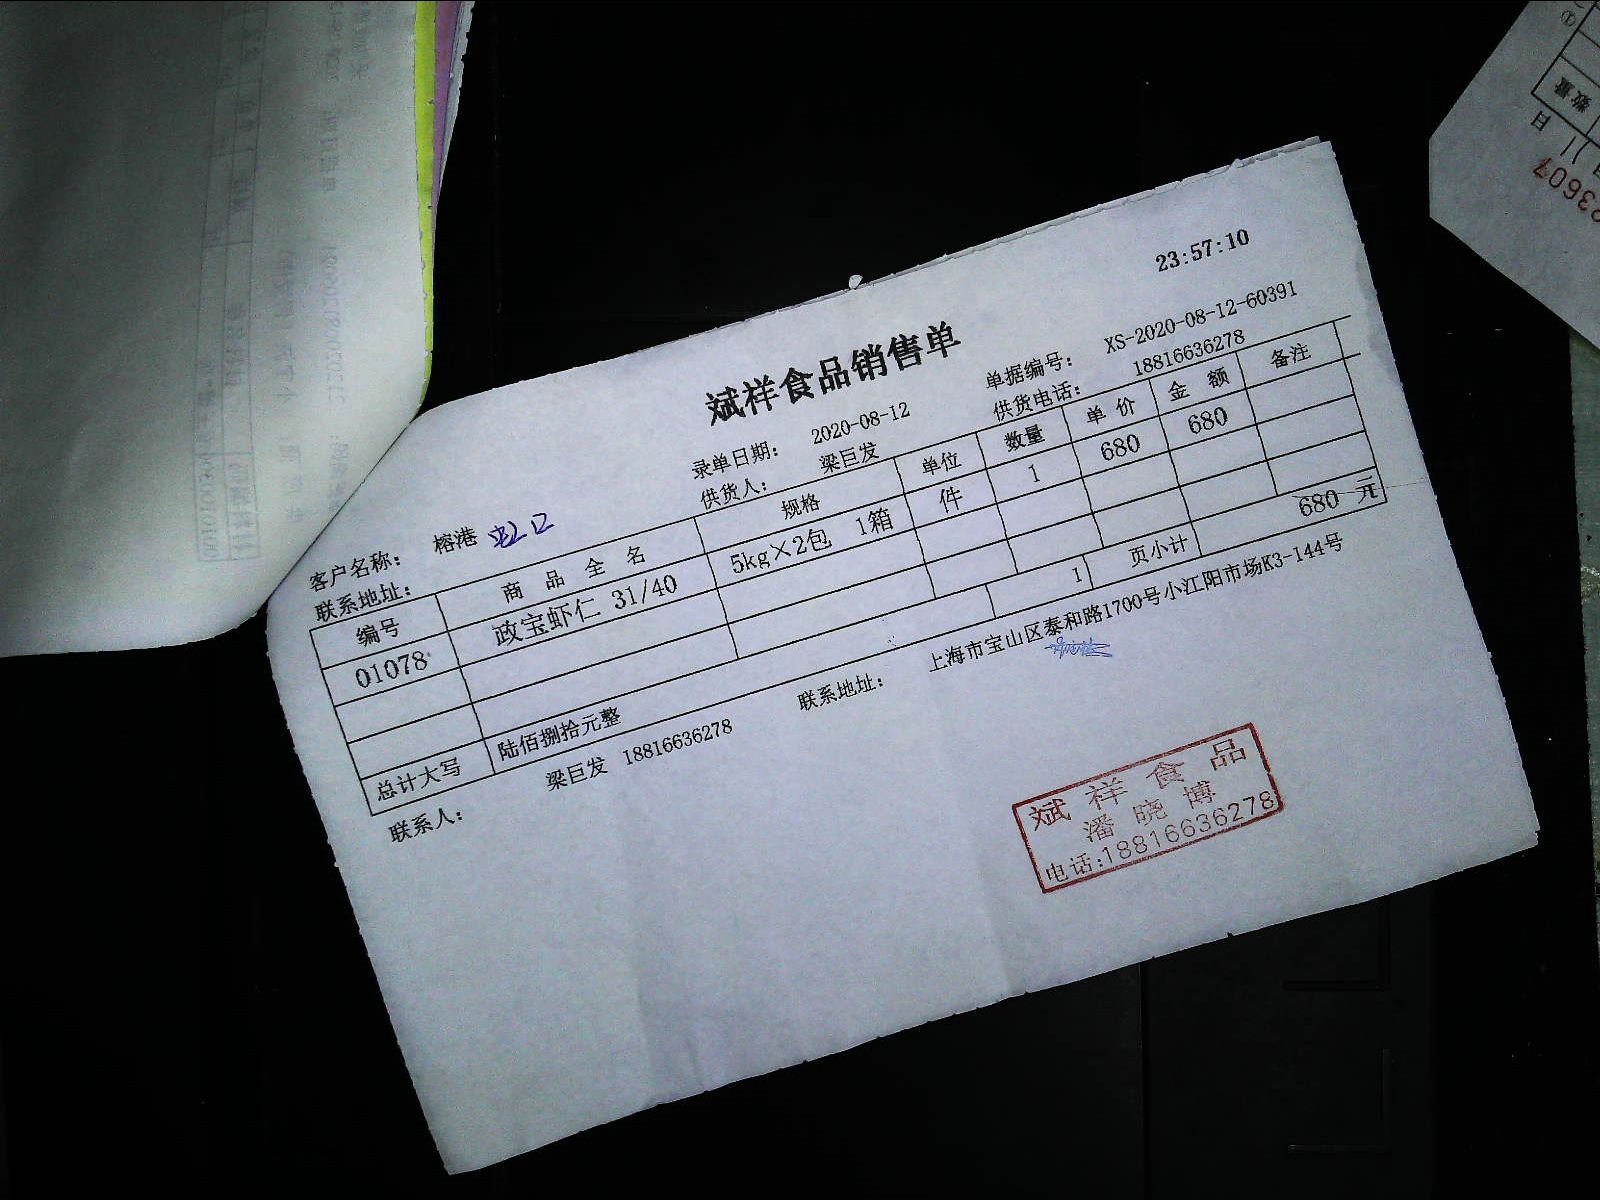 23:57:10
斌祥食品销售单
录单日期： 2020-08-12 单据编号： XS-2020-08-12-60391
客户名称： 榕港 供货人： 梁巨发 供货电话： 18816636278
联系地址：
编号 商品全名 规格 单位 数量 单价 金额 备注
01078 政宝虾仁 31/40 5kg×2包 1箱 件 1 680 680
1 页小计 680 元
总计大写 陆佰捌拾元整
联系人： 梁巨发 18816636278 联系地址： 上海市宝山区泰和路1700号小江阳市场K3-144号
斌祥食品
潘晓博
电话:18816636278
数量
日
23607